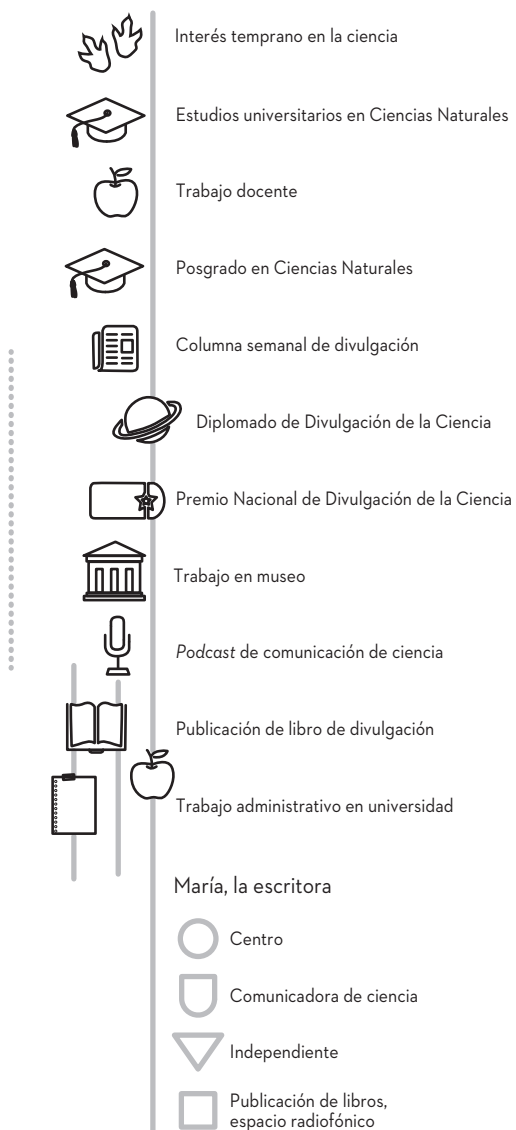 Interés temprano en la ciencia
Estudios universitarios en Ciencias Naturales
Trabajo docente
Posgrado en Ciencias Naturales
Columna semanal de divulgación
Diplomado de Divulgación de la Ciencia
Premio Nacional de Divulgación de la Ciencia
Trabajo en museo
Podcast de comunicación de ciencia
Publicación de libro de divulgación
Trabajo administrativo en universidad
María, la escritora
Centro
Comunicadora de ciencia
Independiente
Publicación de libros,
espacio radiofónico